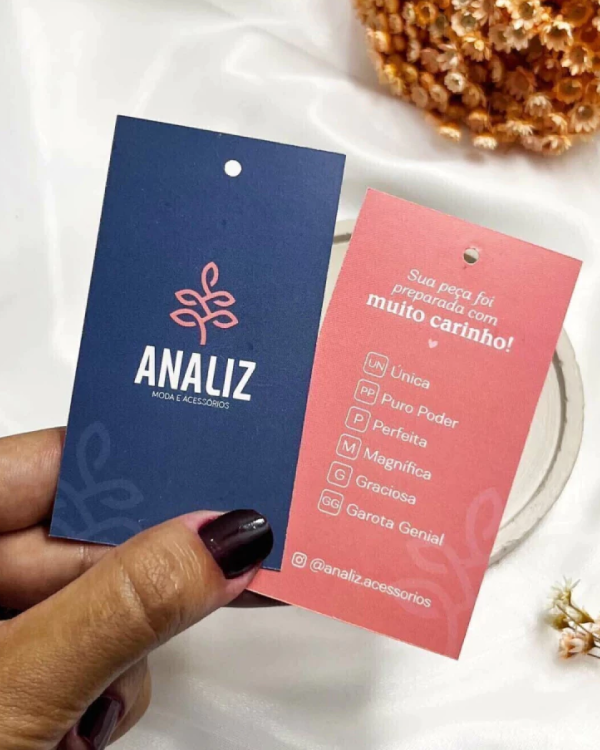 ANALIZ
MODA E ACESSÓRIOS
Sua peça foi
preparada com
muito carinho!
UN Única
PP Puro Poder
P Perfeita
M Magnífica
G Graciosa
GG Garota Genial
@analiz.acessorios